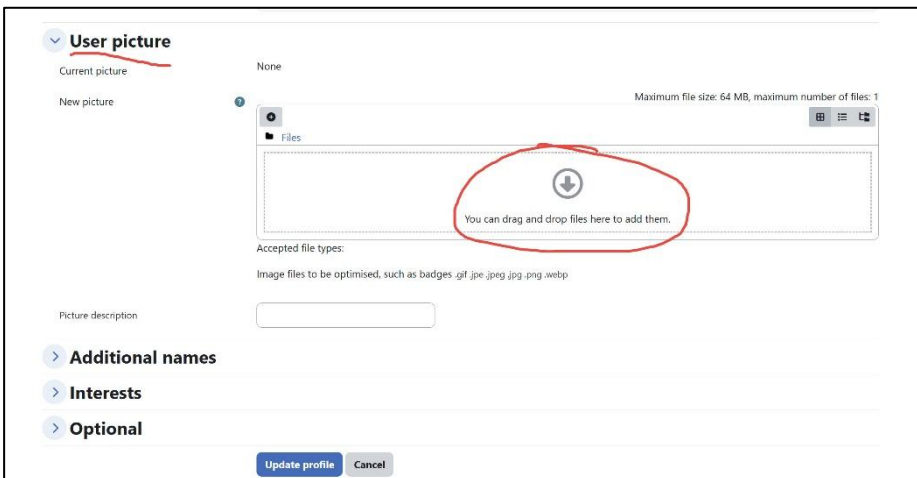 User picture
Current picture
None
New picture
Maximum file size: 64 MB, maximum number of files: 1
Files
You can drag and drop files here to add them.
Accepted file types:
Image files to be optimised, such as badges .gif .jpe .jpeg .jpg .png .webp
Picture description
Additional names
Interests
Optional
Update profile Cancel